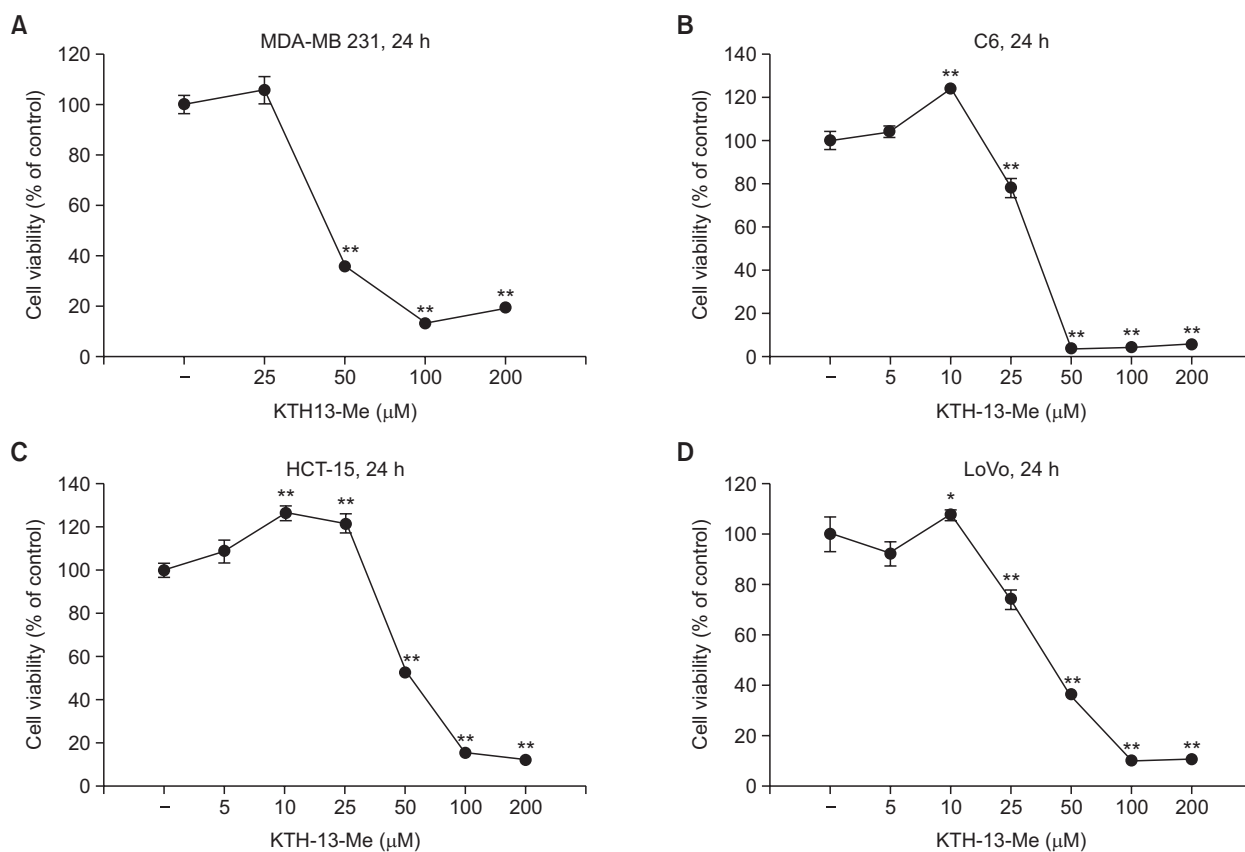 A
MDA-MB 231, 24 h
120
100
80
60
40
20
0
Cell viability (% of control)
**
**
**
– 25 50 100 200
KTH13-Me (μM)
B
C6, 24 h
140
120
100
80
60
40
20
0
Cell viability (% of control)
**
**
** ** **
– 5 10 25 50 100 200
KTH-13-Me (μM)
C
HCT-15, 24 h
140
120
100
80
60
40
20
0
Cell viability (% of control)
** **
**
** **
– 5 10 25 50 100 200
KTH-13-Me (μM)
D
LoVo, 24 h
120
100
80
60
40
20
0
Cell viability (% of control)
*
**
**
** **
– 5 10 25 50 100 200
KTH-13-Me (μM)